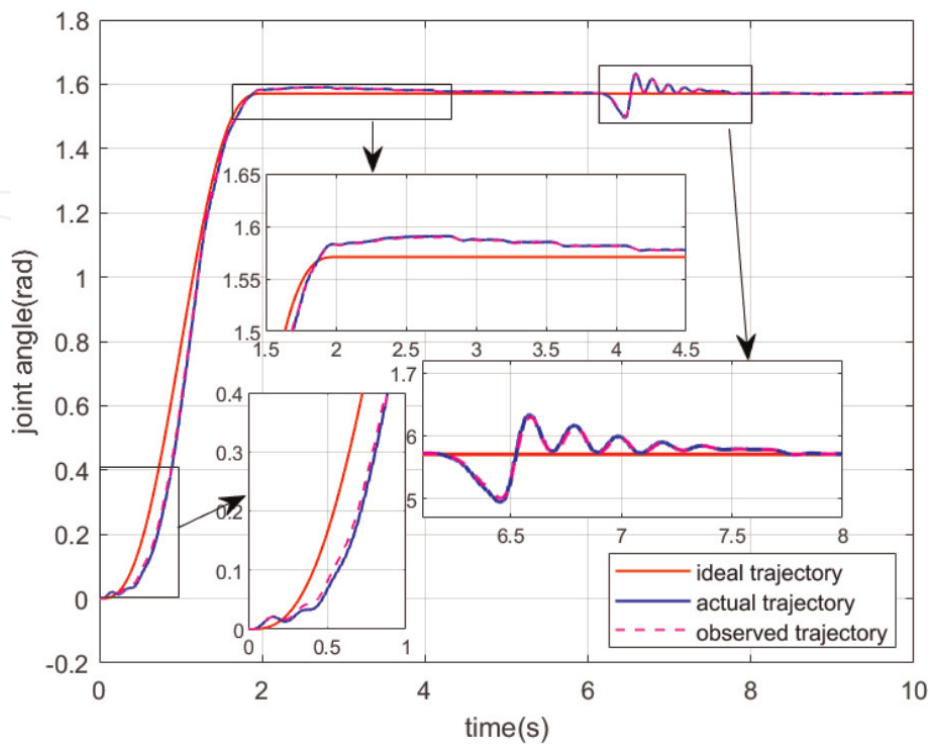 1.8
1.6
1.4
1.2
1
0.8
0.6
0.4
0.2
0
-0.2
joint angle(rad)
1.65
1.6
1.55
1.5
1.5 2 2.5 3 3.5 4 4.5
0.4
0.3
0.2
0.1
0
0 0.5 1
1.7
6
5
6.5 7 7.5 8
ideal trajectory
actual trajectory
observed trajectory
0 2 4 6 8 10
time(s)